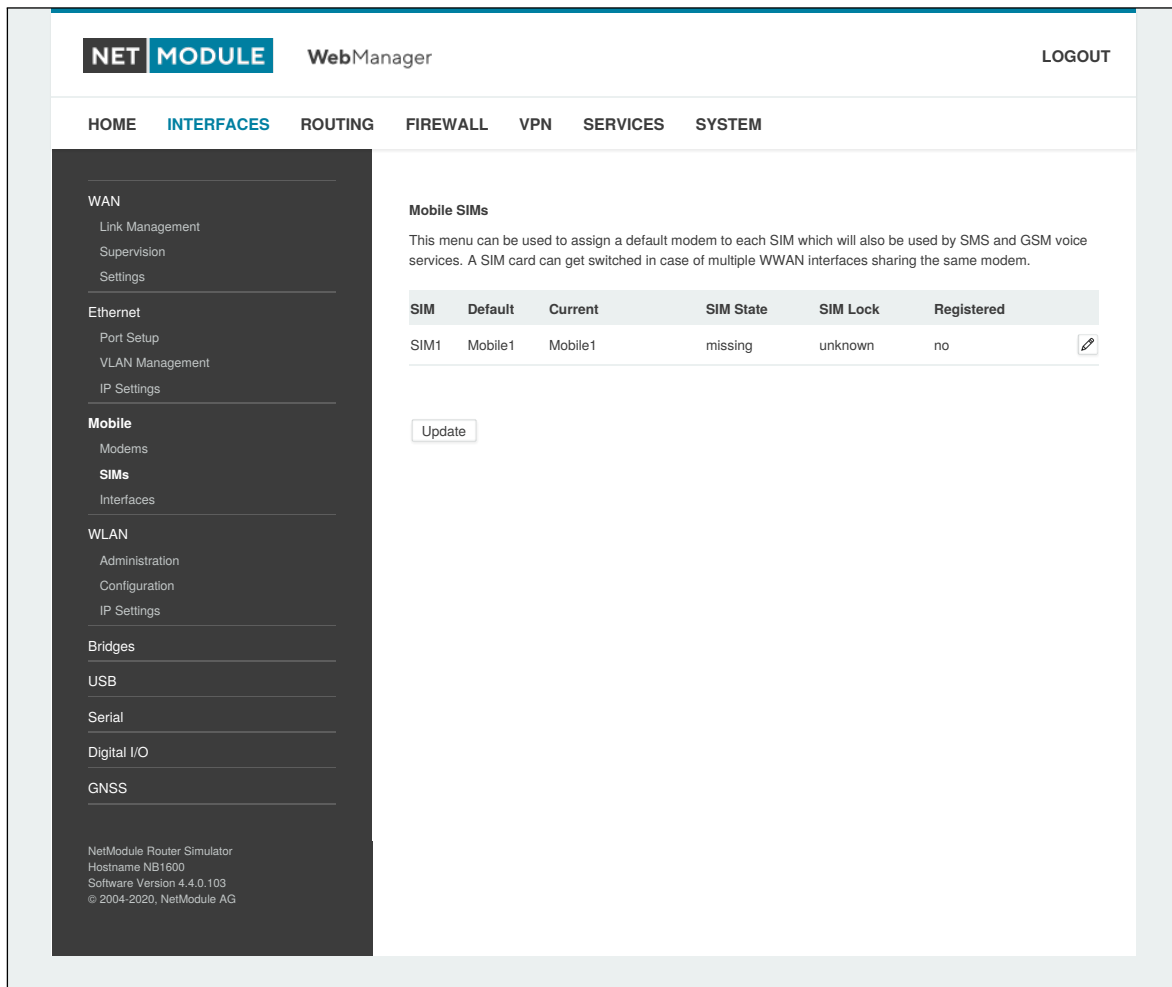 NET MODULE WebManager LOGOUT
HOME INTERFACES ROUTING FIREWALL VPN SERVICES SYSTEM
WAN
Link Management
Supervision
Settings
Ethernet
Port Setup
VLAN Management
IP Settings
Mobile
Modems
SIMs
Interfaces
WLAN
Administration
Configuration
IP Settings
Bridges
USB
Serial
Digital I/O
GNSS
NetModule Router Simulator
Hostname NB1600
Software Version 4.4.0.103
© 2004-2020, NetModule AG
Mobile SIMs
This menu can be used to assign a default modem to each SIM which will also be used by SMS and GSM voice
services. A SIM card can get switched in case of multiple WWAN interfaces sharing the same modem.
SIM Default Current SIM State SIM Lock Registered
SIM1 Mobile1 Mobile1 missing unknown no
Update